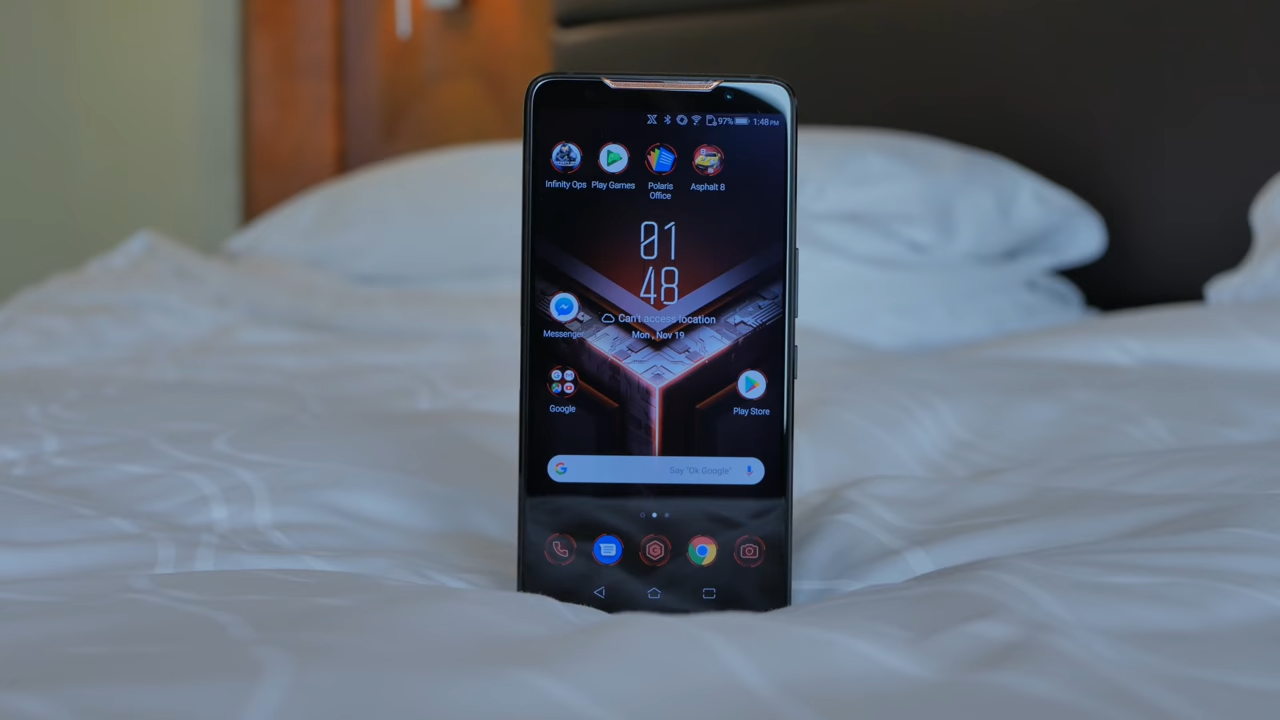 97% 1:48 PM
Infinity Ops Play Games Polaris Office Asphalt 8
01
48
Can't access location
Mon, Nov 19
Messenger
Google
Play Store
Say "Ok Google"